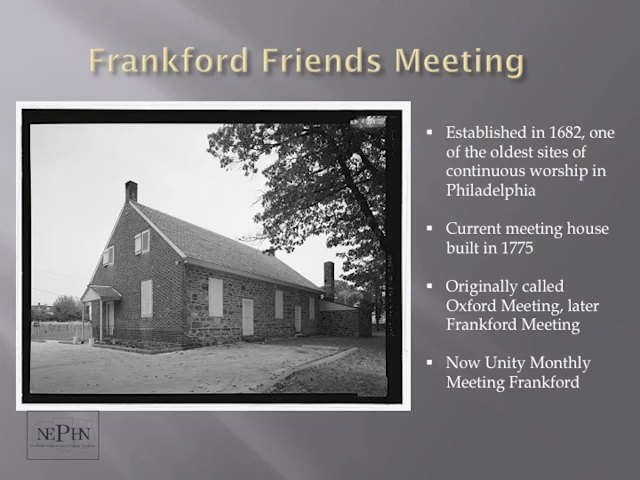 Frankford Friends Meeting
Established in 1682, one
of the oldest sites of
continuous worship in
Philadelphia
Current meeting house
built in 1775
Originally called
Oxford Meeting, later
Frankford Meeting
Now Unity Monthly
Meeting Frankford
NEPHN